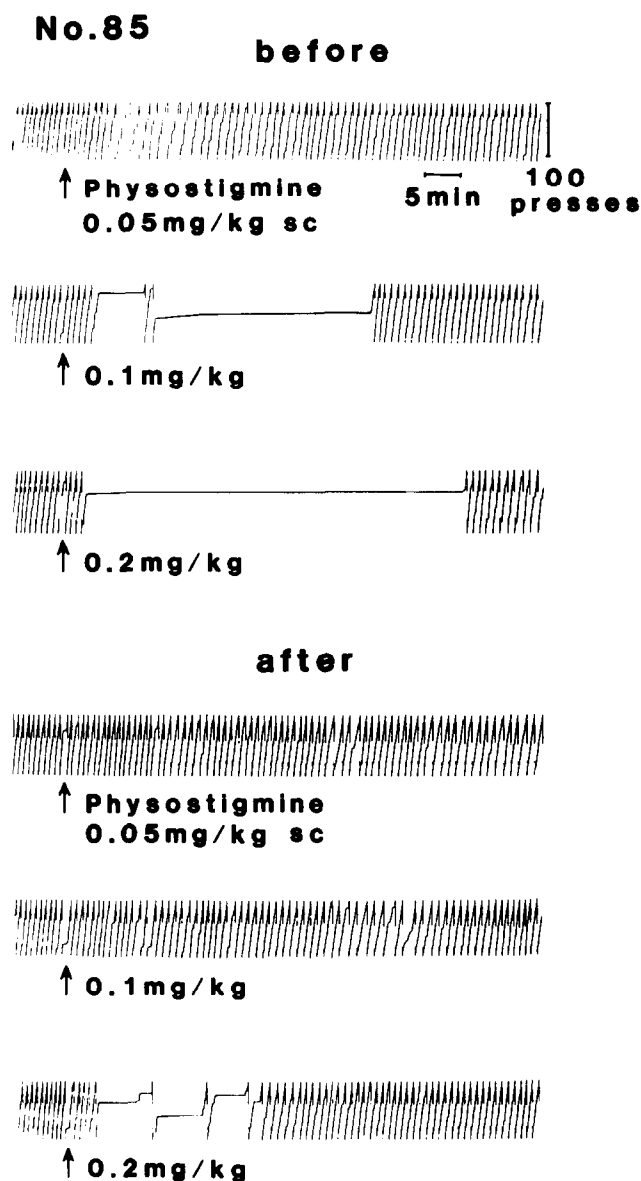 No.85
before
Physostigmine
0.05mg/kg sc
5min
100
presses
0.1mg/kg
0.2mg/kg
after
Physostigmine
0.05mg/kg sc
0.1mg/kg
0.2mg/kg